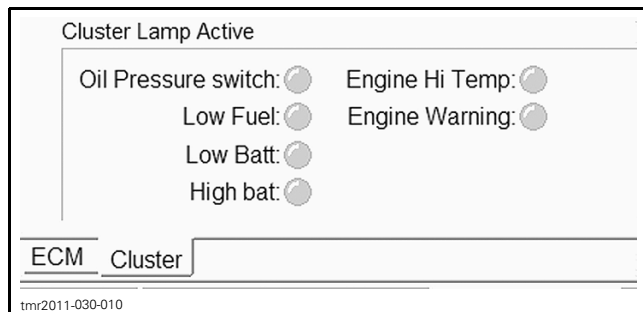 Cluster Lamp Active
Oil Pressure switch: Engine Hi Temp:
Low Fuel: Engine Warning:
Low Batt:
High bat:
ECM Cluster
tmr2011-030-010